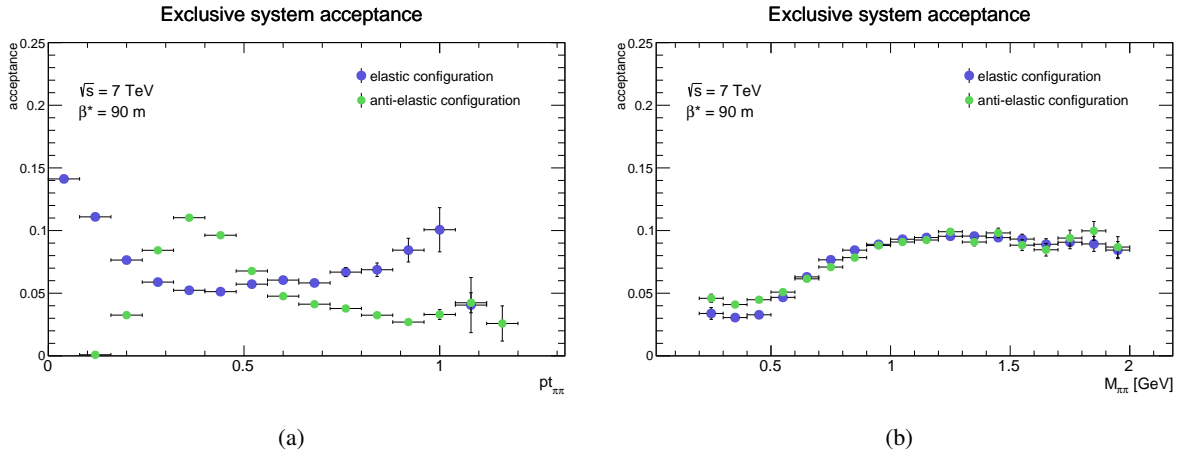 Exclusive system acceptance
acceptance
0.25
0.2
0.15
0.1
0.05
0
√s = 7 TeV
β* = 90 m
elastic configuration
anti-elastic configuration
0 0.5 1
pt_ππ
(a)
Exclusive system acceptance
acceptance
0.25
0.2
0.15
0.1
0.05
0
√s = 7 TeV
β* = 90 m
elastic configuration
anti-elastic configuration
0.5 1 1.5 2
M_ππ [GeV]
(b)